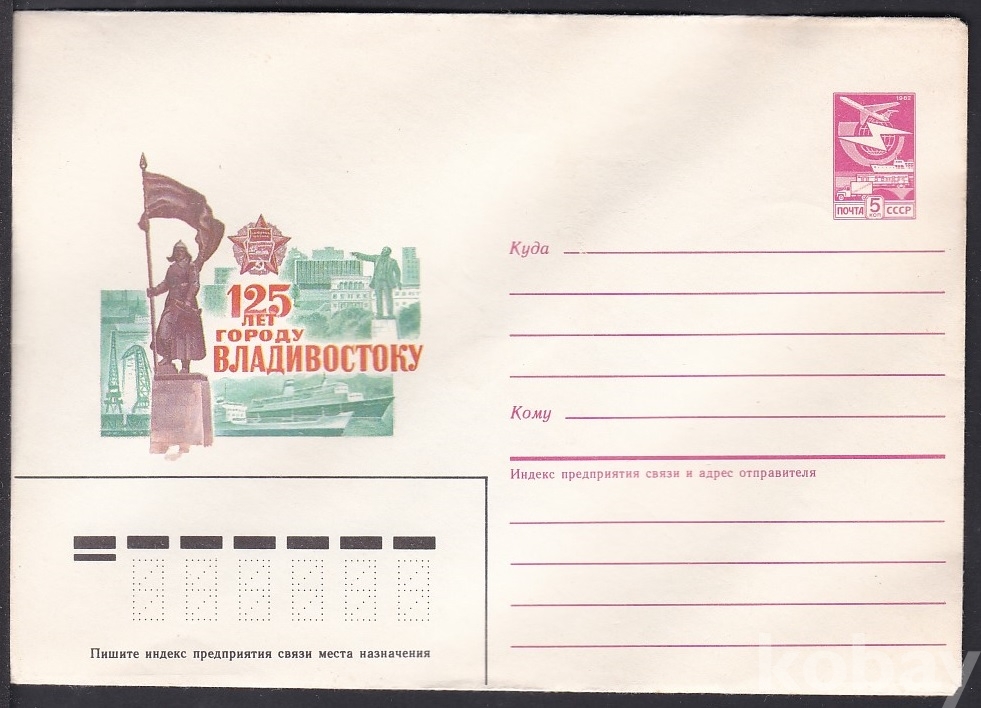 1982
ПОЧТА 5 КОП СССР
125
ЛЕТ
ГОРОДУ
ВЛАДИВОСТОКУ
Куда
Кому
Индекс предприятия связи и адрес отправителя
Пишите индекс предприятия связи места назначения
kobay